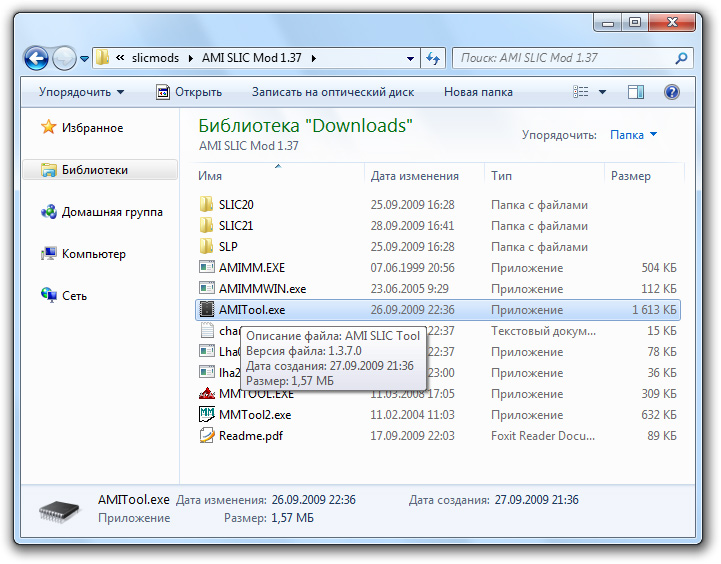 « slicmods ▸ AMI SLIC Mod 1.37 ▸ Поиск: AMI SLIC Mod 1.37
Упорядочить Открыть Записать на оптический диск Новая папка
Избранное
Библиотеки
Домашняя группа
Компьютер
Сеть
Библиотека "Downloads"
AMI SLIC Mod 1.37
Упорядочить: Папка
Имя Дата изменения Тип Размер
SLIC20 25.09.2009 16:28 Папка с файлами
SLIC21 28.09.2009 16:41 Папка с файлами
SLP 25.09.2009 16:28 Папка с файлами
AMIMM.EXE 07.06.1999 20:56 Приложение 504 КБ
AMIMMWIN.exe 23.06.2005 9:29 Приложение 112 КБ
AMITool.exe 26.09.2009 22:36 Приложение 1 613 КБ
char 22:37 Текстовый докум... 15 КБ
Lha 22:37 Приложение 78 КБ
lha2 23:00 Приложение 36 КБ
MMTOOL.EXE 11.03.2008 17:05 Приложение 309 КБ
MMTool2.exe 11.02.2004 11:03 Приложение 632 КБ
Readme.pdf 17.09.2009 22:03 Foxit Reader Docu... 89 КБ
Описание файла: AMI SLIC Tool
Версия файла: 1.3.7.0
Дата создания: 27.09.2009 21:36
Размер: 1,57 МБ
AMITool.exe Дата изменения: 26.09.2009 22:36 Дата создания: 27.09.2009 21:36
Приложение Размер: 1,57 МБ